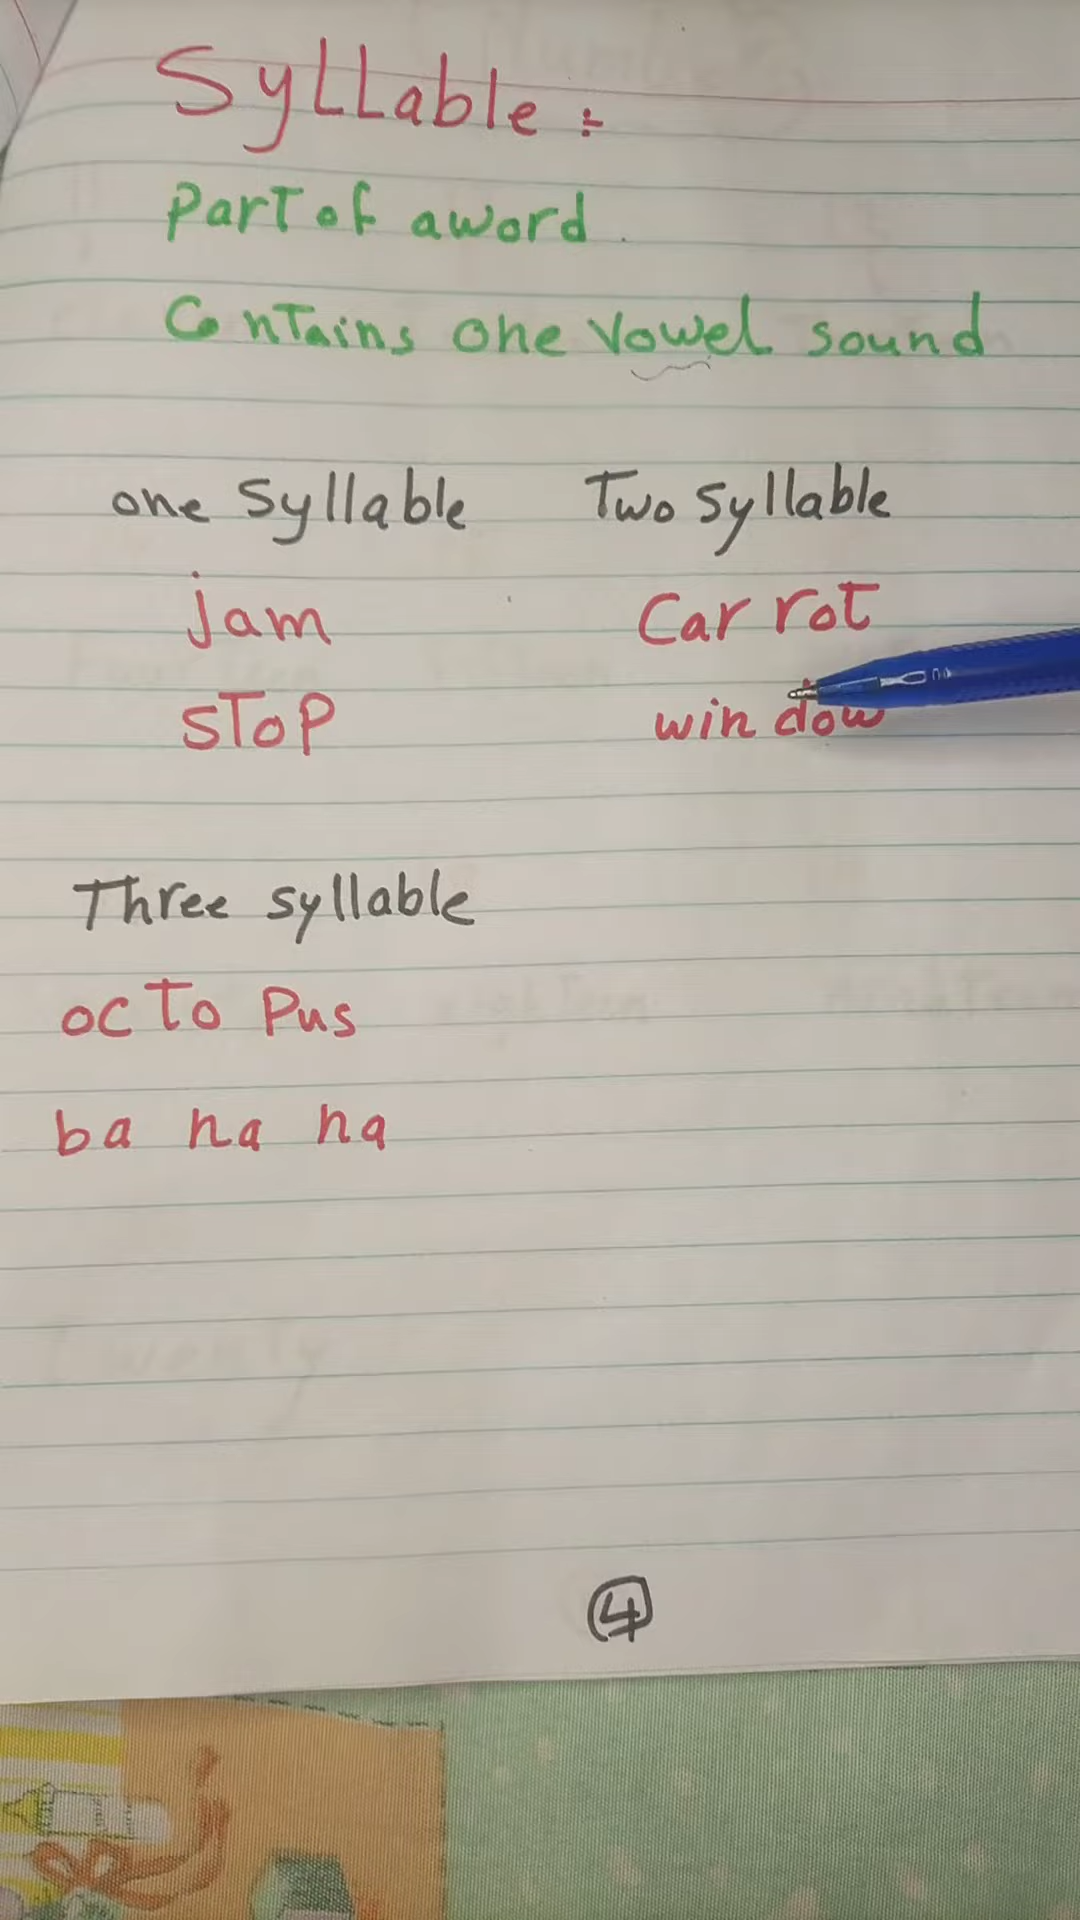 Syllable :
Part of a word .
Contains one vowel sound
one syllable Two syllable
jam Car rot
STOP win dow
Three syllable
oc To Pus
ba na na
4